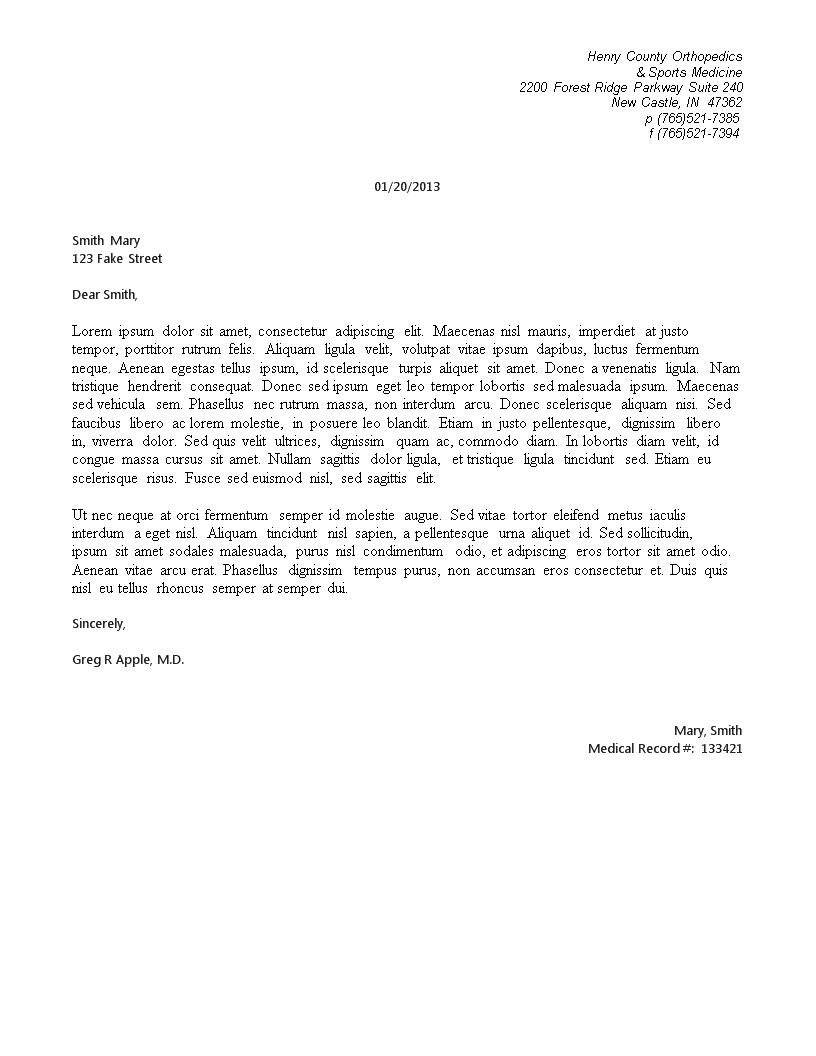 Henry County Orthopedics
& Sports Medicine
2200 Forest Ridge Parkway Suite 240
New Castle, IN 47362
p (765)521-7385
f (765)521-7394
01/20/2013
Smith Mary
123 Fake Street
Dear Smith,
Lorem ipsum dolor sit amet, consectetur adipiscing elit. Maecenas nisl mauris, imperdiet at justo
tempor, porttitor rutrum felis. Aliquam ligula velit, volutpat vitae ipsum dapibus, luctus fermentum
neque. Aenean egestas tellus ipsum, id scelerisque turpis aliquet sit amet. Donec a venenatis ligula. Nam
tristique hendrerit consequat. Donec sed ipsum eget leo tempor lobortis sed malesuada ipsum. Maecenas
sed vehicula sem. Phasellus nec rutrum massa, non interdum arcu. Donec scelerisque aliquam nisi. Sed
faucibus libero ac lorem molestie, in posuere leo blandit. Etiam in justo pellentesque, dignissim libero
in, viverra dolor. Sed quis velit ultrices, dignissim quam ac, commodo diam. In lobortis diam velit, id
congue massa cursus sit amet. Nullam sagittis dolor ligula, et tristique ligula tincidunt sed. Etiam eu
scelerisque risus. Fusce sed euismod nisl, sed sagittis elit.
Ut nec neque at orci fermentum semper id molestie augue. Sed vitae tortor eleifend metus iaculis
interdum a eget nisl. Aliquam tincidunt nisl sapien, a pellentesque urna aliquet id. Sed sollicitudin,
ipsum sit amet sodales malesuada, purus nisl condimentum odio, et adipiscing eros tortor sit amet odio.
Aenean vitae arcu erat. Phasellus dignissim tempus purus, non accumsan eros consectetur et. Duis quis
nisl eu tellus rhoncus semper at semper dui.
Sincerely,
Greg R Apple, M.D.
Mary, Smith
Medical Record #: 133421